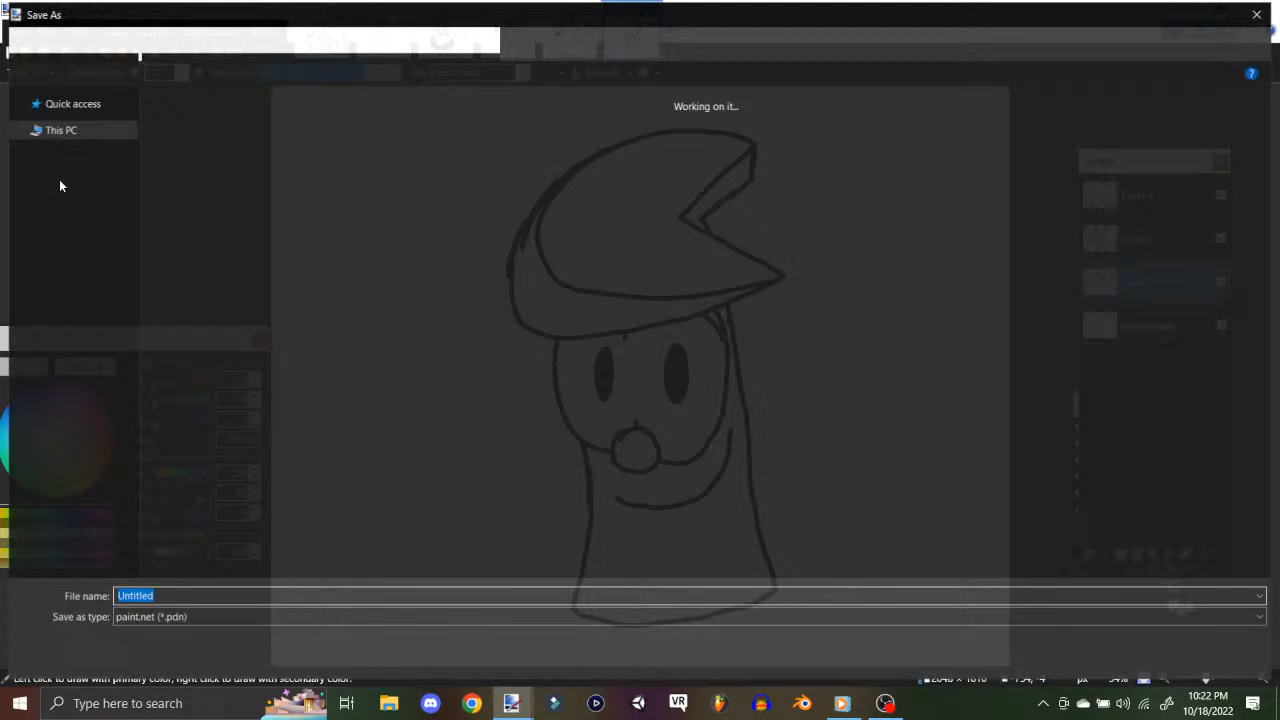 Save As
Quick access
Working on it...
This PC
File name: Untitled
Save as type: paint.net (*.pdn)
Left click to draw with primary color, right click to draw with secondary color.
Type here to search
VR
10:22 PM
10/18/2022